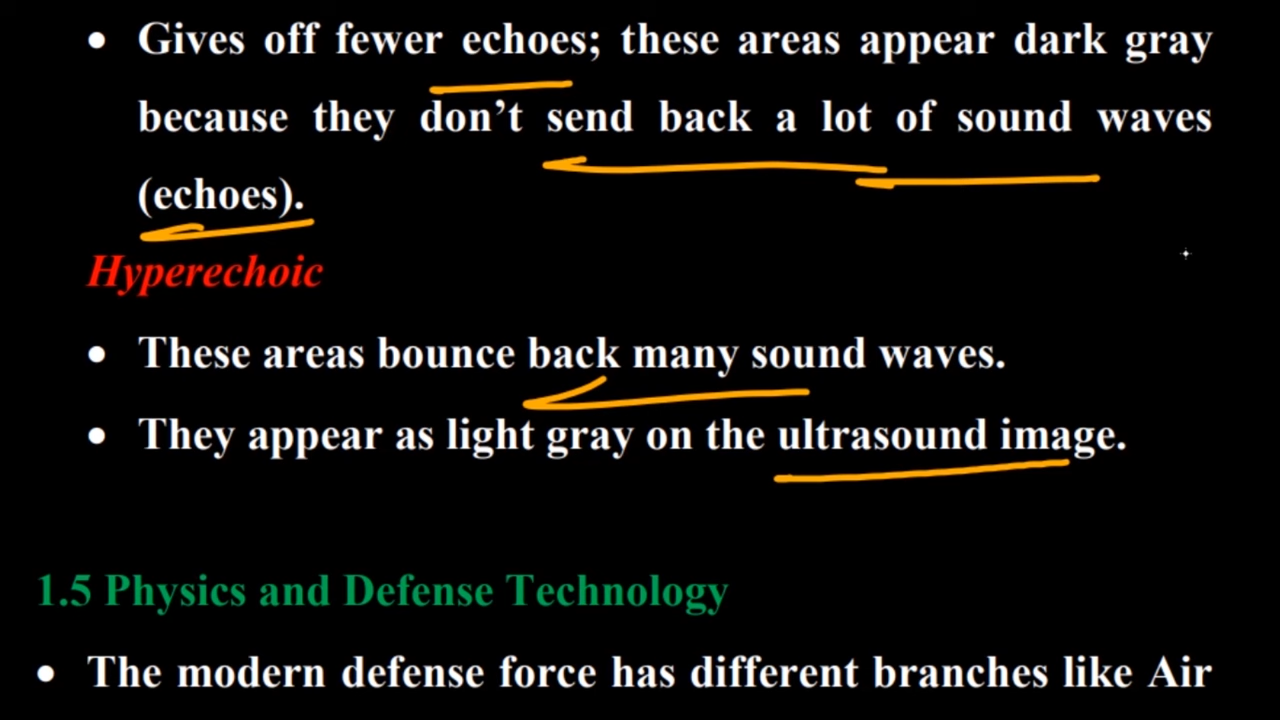 • Gives off fewer echoes; these areas appear dark gray
because they don’t send back a lot of sound waves
(echoes).
Hyperechoic
• These areas bounce back many sound waves.
• They appear as light gray on the ultrasound image.
1.5 Physics and Defense Technology
• The modern defense force has different branches like Air